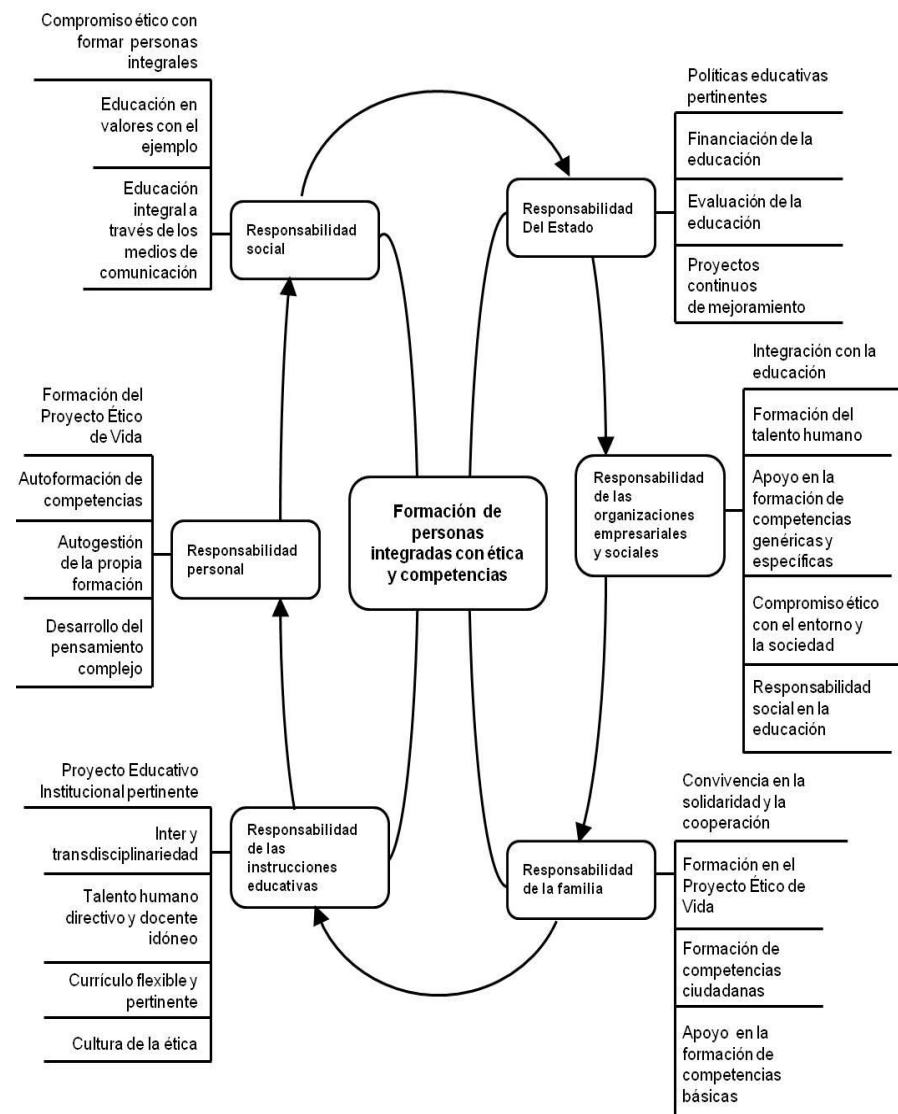 Compromiso ético con
formar personas
integrales
Educación en
valores con el
ejemplo
Educación
integral a
través de los
medios de
comunicación
Responsabilidad
social
Políticas educativas
pertinentes
Financiación de la
educación
Evaluación de la
educación
Proyectos
continuos
de mejoramiento
Responsabilidad
Del Estado
Integración con la
educación
Formación del
talento humano
Apoyo en la
formación de
competencias
genéricas y
específicas
Compromiso ético
con el entorno y
la sociedad
Responsabilidad
social en la
educación
Responsabilidad
de las
organizaciones
empresariales
y sociales
Formación de
personas
integradas con ética
y competencias
Formación del
Proyecto Ético
de Vida
Autoformación de
competencias
Autogestión
de la propia
formación
Desarrollo del
pensamiento
complejo
Responsabilidad
personal
Proyecto Educativo
Institucional pertinente
Inter y
transdisciplinariedad
Talento humano
directivo y docente
idóneo
Currículo flexible y
pertinente
Cultura de la ética
Responsabilidad
de las
instrucciones
educativas
Responsabilidad
de la familia
Convivencia en la
solidaridad y la
cooperación
Formación en el
Proyecto Ético de
Vida
Formación de
competencias
ciudadanas
Apoyo en la
formación de
competencias
básicas